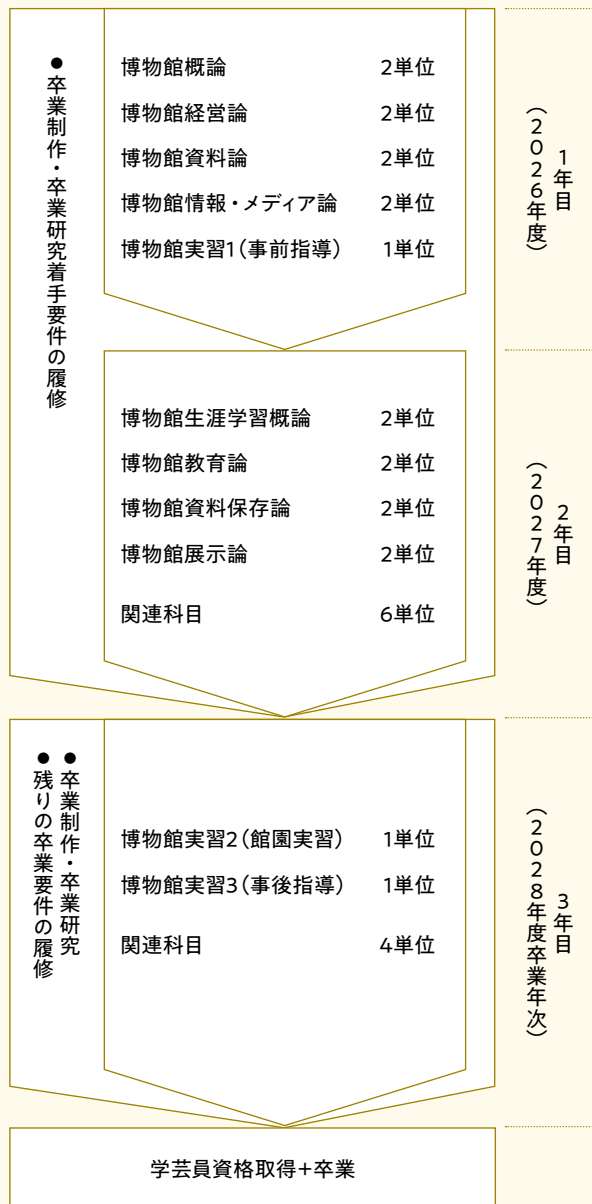 ●卒業制作・卒業研究着手要件の履修
博物館概論 2単位
博物館経営論 2単位
博物館資料論 2単位
博物館情報・メディア論 2単位
博物館実習1（事前指導） 1単位
1年目
（2026年度）
博物館生涯学習概論 2単位
博物館教育論 2単位
博物館資料保存論 2単位
博物館展示論 2単位
関連科目 6単位
2年目
（2027年度）
●卒業制作・卒業研究
●残りの卒業要件の履修
博物館実習2（館園実習） 1単位
博物館実習3（事後指導） 1単位
関連科目 4単位
3年目
（2028年度卒業年次）
学芸員資格取得+卒業